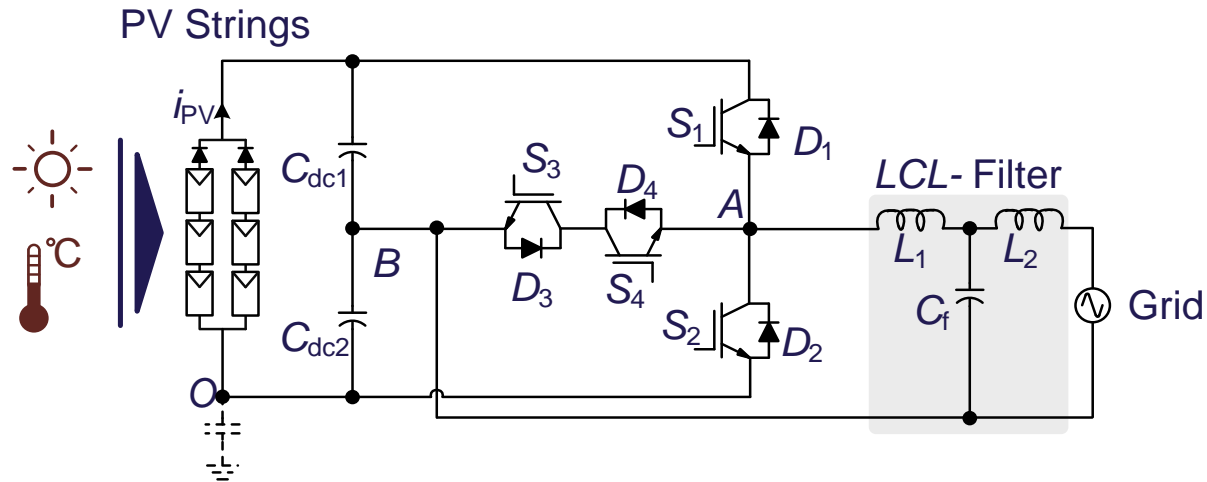 PV Strings
iPV
S1
D1
Cdc1
S3
D4
A
LCL- Filter
°C
B
D3
S4
L1
L2
Cdc2
S2
D2
Cf
Grid
O